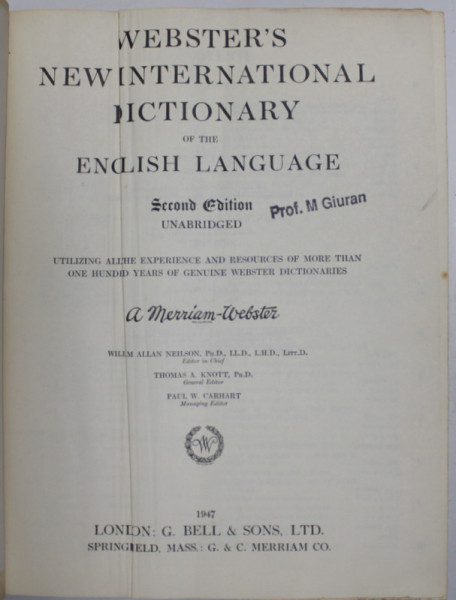 WEBSTER'S
NEW INTERNATIONAL
DICTIONARY
OF THE
ENGLISH LANGUAGE
Second Edition
UNABRIDGED
Prof. M Giuran
UTILIZING ALL THE EXPERIENCE AND RESOURCES OF MORE THAN
ONE HUNDRED YEARS OF GENUINE WEBSTER DICTIONARIES
A Merriam-Webster
WILLIAM ALLAN NEILSON, PH.D., LL.D., L.H.D., LITT.D.
Editor in Chief
THOMAS A. KNOTT, PH.D.
General Editor
PAUL W. CARHART
Managing Editor
W
1947
LONDON: G. BELL & SONS, LTD.
SPRINGFIELD, MASS.: G. & C. MERRIAM CO.